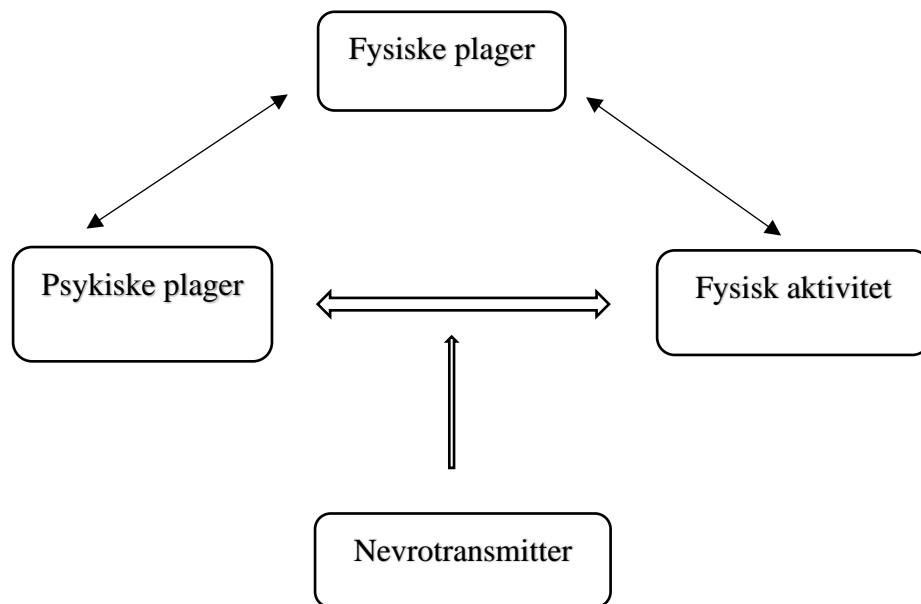 Fysiske plager
Psykiske plager
Fysisk aktivitet
Nevrotransmitter